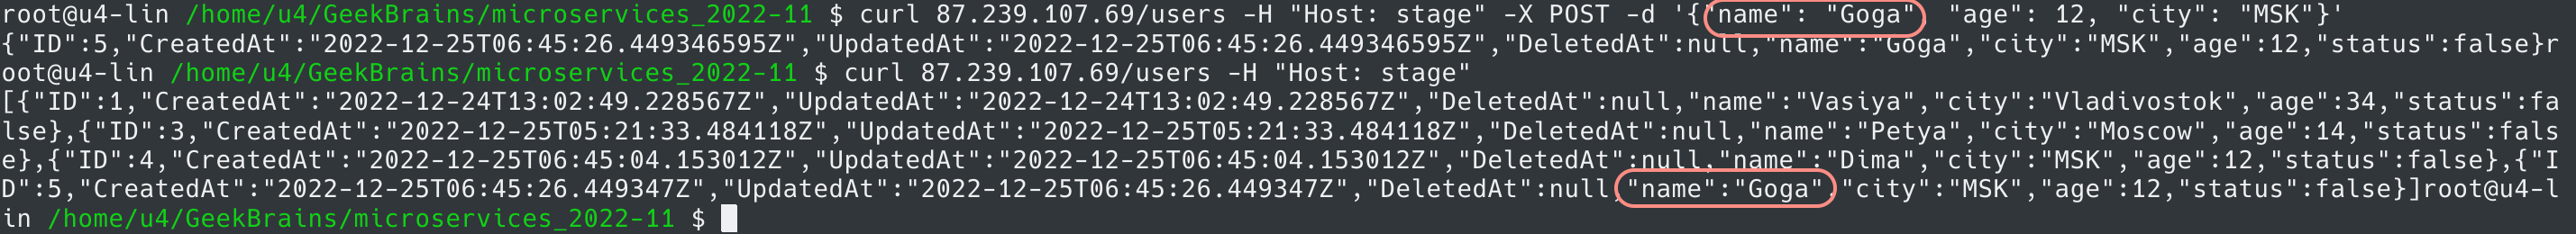 root@u4-lin /home/u4/GeekBrains/microservices_2022-11 $ curl 87.239.107.69/users -H "Host: stage" -X POST -d '{"name": "Goga", "age": 12, "city": "MSK"}'
{"ID":5,"CreatedAt":"2022-12-25T06:45:26.449346595Z","UpdatedAt":"2022-12-25T06:45:26.449346595Z","DeletedAt":null,"name":"Goga","city":"MSK","age":12,"status":false}r
oot@u4-lin /home/u4/GeekBrains/microservices_2022-11 $ curl 87.239.107.69/users -H "Host: stage"
[{"ID":1,"CreatedAt":"2022-12-24T13:02:49.228567Z","UpdatedAt":"2022-12-24T13:02:49.228567Z","DeletedAt":null,"name":"Vasiya","city":"Vladivostok","age":34,"status":fa
lse},{"ID":3,"CreatedAt":"2022-12-25T05:21:33.484118Z","UpdatedAt":"2022-12-25T05:21:33.484118Z","DeletedAt":null,"name":"Petya","city":"Moscow","age":14,"status":fals
e},{"ID":4,"CreatedAt":"2022-12-25T06:45:04.153012Z","UpdatedAt":"2022-12-25T06:45:04.153012Z","DeletedAt":null,"name":"Dima","city":"MSK","age":12,"status":false},{"I
D":5,"CreatedAt":"2022-12-25T06:45:26.449347Z","UpdatedAt":"2022-12-25T06:45:26.449347Z","DeletedAt":null,"name":"Goga","city":"MSK","age":12,"status":false}]root@u4-l
in /home/u4/GeekBrains/microservices_2022-11 $